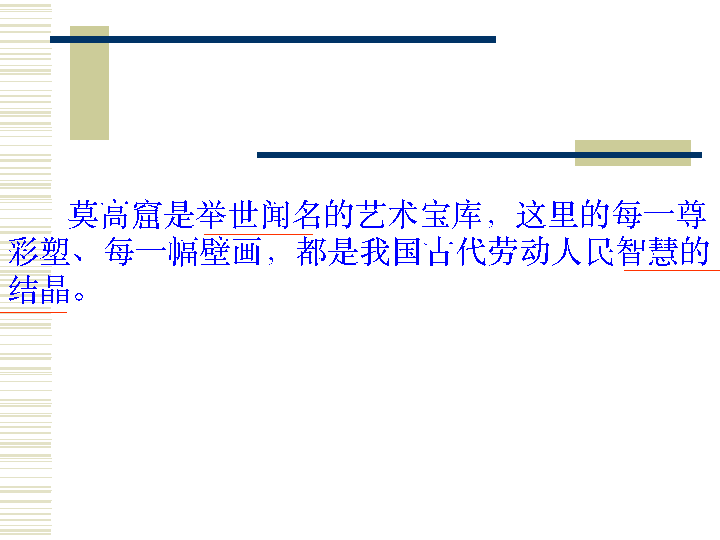 莫高窟是举世闻名的艺术宝库，这里的每一尊
彩塑、每一幅壁画，都是我国古代劳动人民智慧的
结晶。